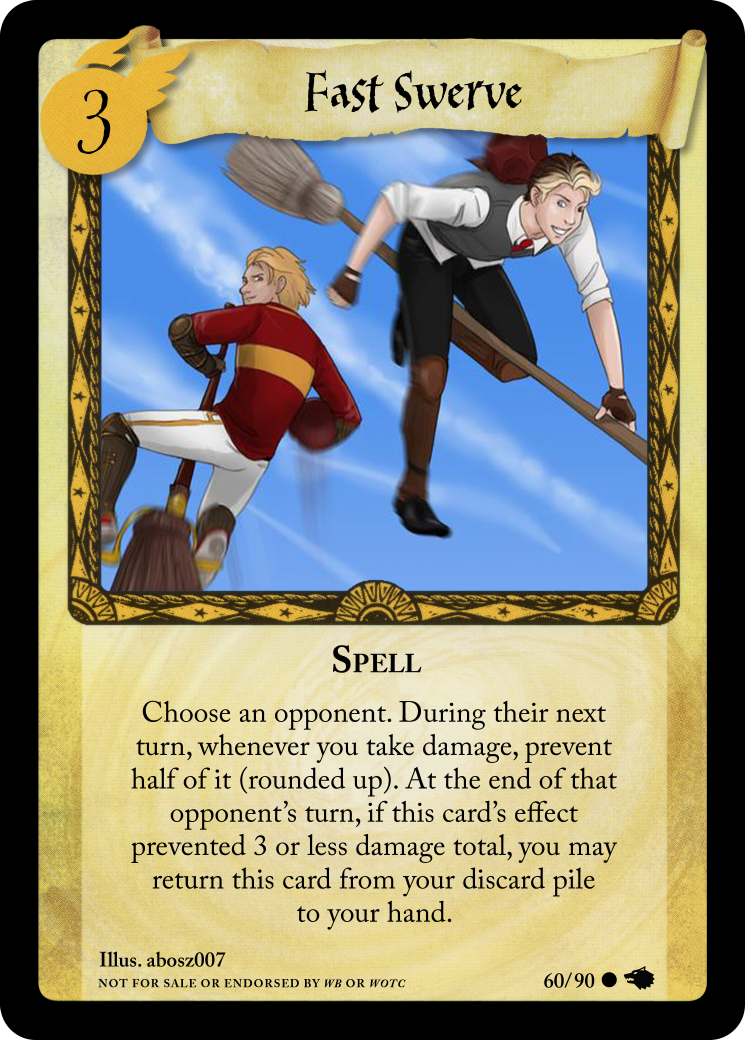 3
Fast Swerve
SPELL
Choose an opponent. During their next
turn, whenever you take damage, prevent
half of it (rounded up). At the end of that
opponent's turn, if this card's effect
prevented 3 or less damage total, you may
return this card from your discard pile
to your hand.
Illus. abosz007
NOT FOR SALE OR ENDORSED BY WB OR WOTC
60/90